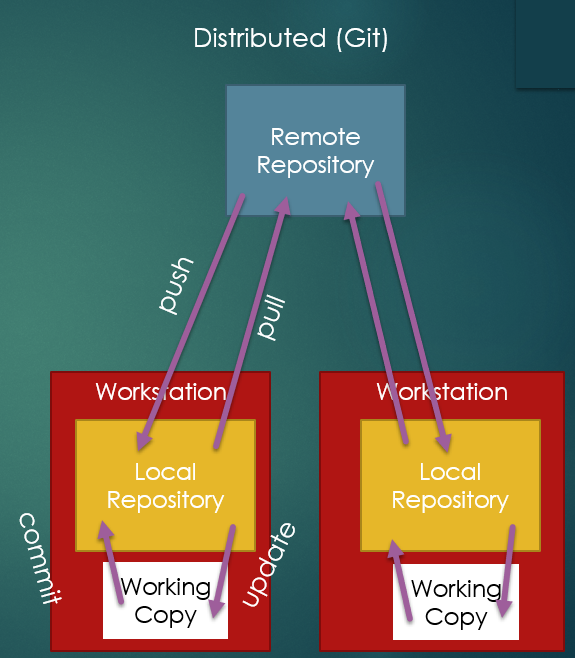 Distributed (Git)
Remote
Repository
push
pull
Workstation
Workstation
Local
Repository
Local
Repository
commit
update
Working
Copy
Working
Copy